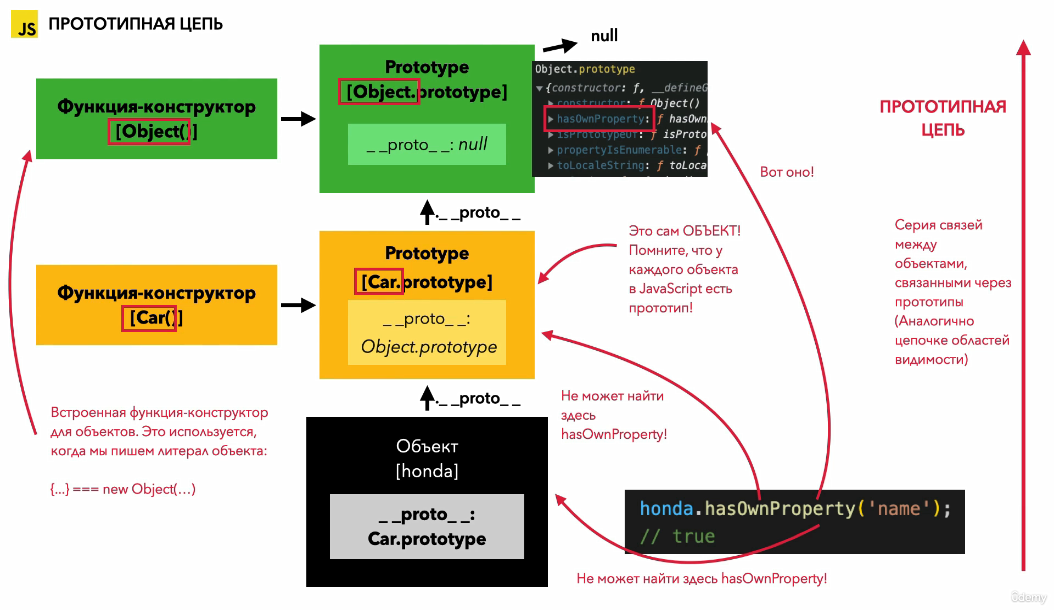 JS
ПРОТОТИПНАЯ ЦЕПЬ
null
Prototype
[Object.prototype]
_ _proto_ _: null
Object.prototype
{constructor: ƒ, __defineG
constructor: ƒ Object()
hasOwnProperty: ƒ hasOwn
isPrototypeOf: ƒ isProto
propertyIsEnumerable: ƒ
toLocaleString: ƒ toLoca
Функция-конструктор
[Object()]
ПРОТОТИПНАЯ
ЦЕПЬ
Вот оно!
._ _proto_ _
Prototype
[Car.prototype]
_ _proto_ _:
Object.prototype
Функция-конструктор
[Car()]
Это сам ОБЪЕКТ!
Помните, что у
каждого объекта
в JavaScript есть
прототип!
Серия связей
между
объектами,
связанными через
прототипы
(Аналогично
цепочке областей
видимости)
._ _proto_ _
Не может найти
здесь
hasOwnProperty!
Встроенная функция-конструктор
для объектов. Это используется,
когда мы пишем литерал объекта:
{...} === new Object(...)
Объект
[honda]
_ _proto_ _:
Car.prototype
honda.hasOwnProperty('name');
// true
Не может найти здесь hasOwnProperty!
ûdemy